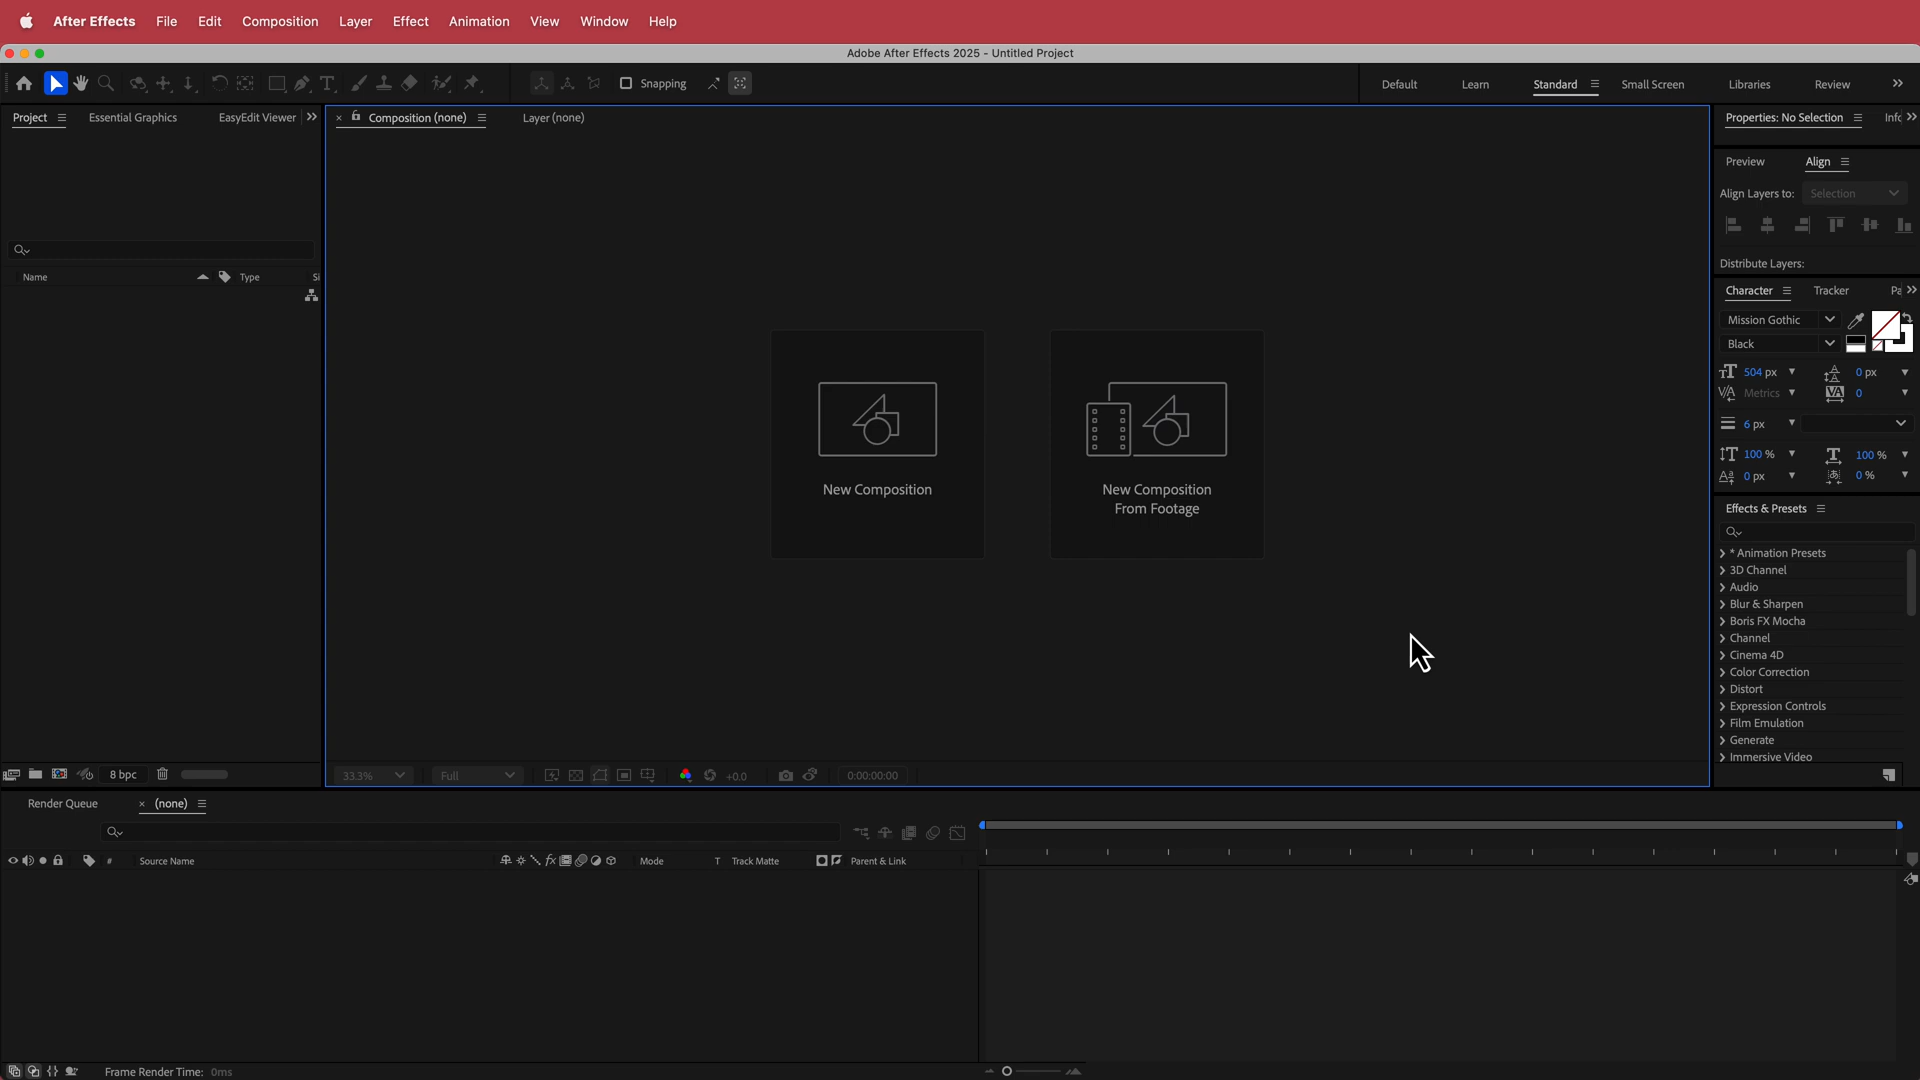 After Effects File Edit Composition Layer Effect Animation View Window Help
Adobe After Effects 2025 - Untitled Project
Snapping
Default Learn Standard Small Screen Libraries Review
Project Essential Graphics EasyEdit Viewer
Composition (none) Layer (none)
Properties: No Selection
Preview Align
Align Layers to: Selection
Distribute Layers:
Name Type
Character Tracker
Mission Gothic
Black
504 px 0 px
Metrics 0
6 px
100 % 100 %
0 px 0 %
New Composition
New Composition
From Footage
Effects & Presets
* Animation Presets
3D Channel
Audio
Blur & Sharpen
Boris FX Mocha
Channel
Cinema 4D
Color Correction
Distort
Expression Controls
Film Emulation
Generate
Immersive Video
8 bpc
33.3% Full +0.0 0:00:00:00
Render Queue (none)
# Source Name fx Mode T Track Matte Parent & Link
Frame Render Time: 0ms